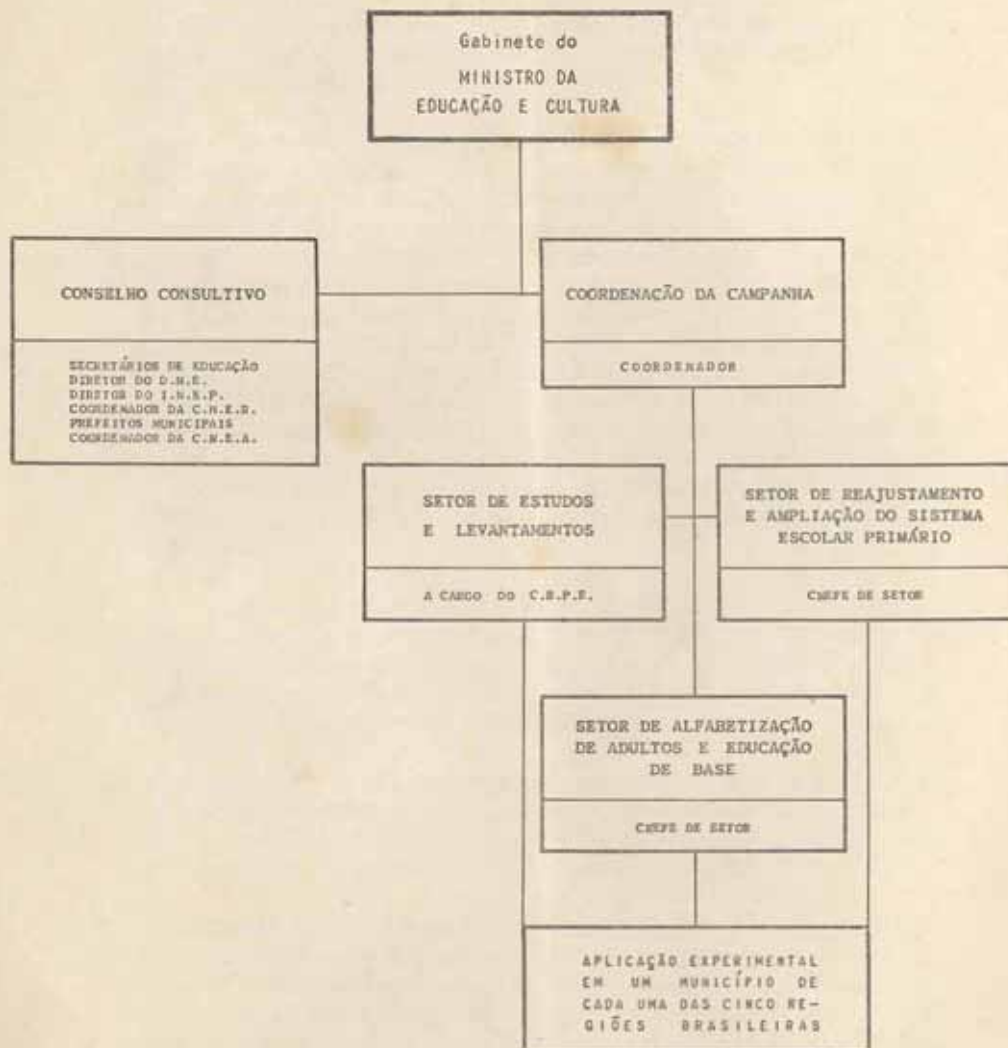 Gabinete do
MINISTRO DA
EDUCAÇÃO E CULTURA
CONSELHO CONSULTIVO
SECRETÁRIOS DE EDUCAÇÃO
DIRETOR DO D.N.E.
DIRETOR DO I.N.E.P.
COORDENADOR DA C.N.E.R.
PREFEITOS MUNICIPAIS
COORDENADOR DA C.N.E.A.
COORDENAÇÃO DA CAMPANHA
COORDENADOR
SETOR DE ESTUDOS
E LEVANTAMENTOS
A CARGO DO C.B.P.E.
SETOR DE REAJUSTAMENTO
E AMPLIAÇÃO DO SISTEMA
ESCOLAR PRIMÁRIO
CHEFE DE SETOR
SETOR DE ALFABETIZAÇÃO
DE ADULTOS E EDUCAÇÃO
DE BASE
CHEFE DE SETOR
APLICAÇÃO EXPERIMENTAL
EM UM MUNICÍPIO DE
CADA UMA DAS CINCO RE-
GIÕES BRASILEIRAS